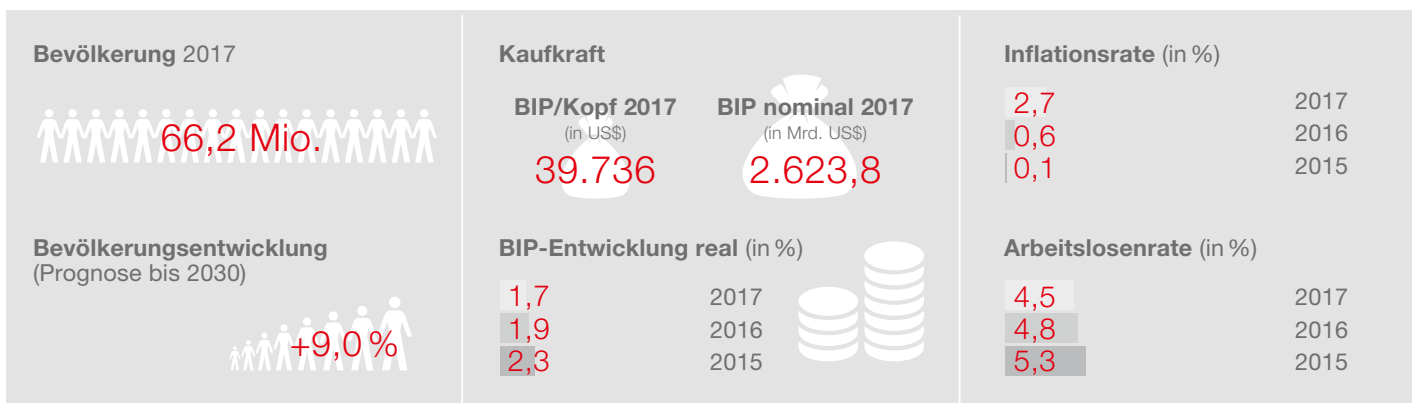 Bevölkerung 2017
66,2 Mio.
Bevölkerungsentwicklung
(Prognose bis 2030)
+9,0 %
Kaufkraft
BIP/Kopf 2017
(in US$)
39.736
BIP nominal 2017
(in Mrd. US$)
2.623,8
BIP-Entwicklung real (in %)
1,7 2017
1,9 2016
2,3 2015
Inflationsrate (in %)
2,7 2017
0,6 2016
0,1 2015
Arbeitslosenrate (in %)
4,5 2017
4,8 2016
5,3 2015